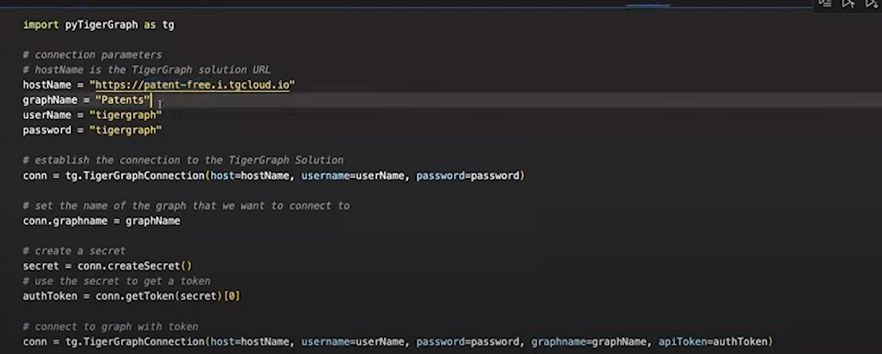 import pyTigerGraph as tg
# connection parameters
# hostName is the TigerGraph solution URL
hostName = "https://patent-free.i.tgcloud.io"
graphName = "Patents"
userName = "tigergraph"
password = "tigergraph"
# establish the connection to the TigerGraph Solution
conn = tg.TigerGraphConnection(host=hostName, username=userName, password=password)
# set the name of the graph that we want to connect to
conn.graphname = graphName
# create a secret
secret = conn.createSecret()
# use the secret to get a token
authToken = conn.getToken(secret)[0]
# connect to graph with token
conn = tg.TigerGraphConnection(host=hostName, username=userName, password=password, graphname=graphName, apiToken=authToken)